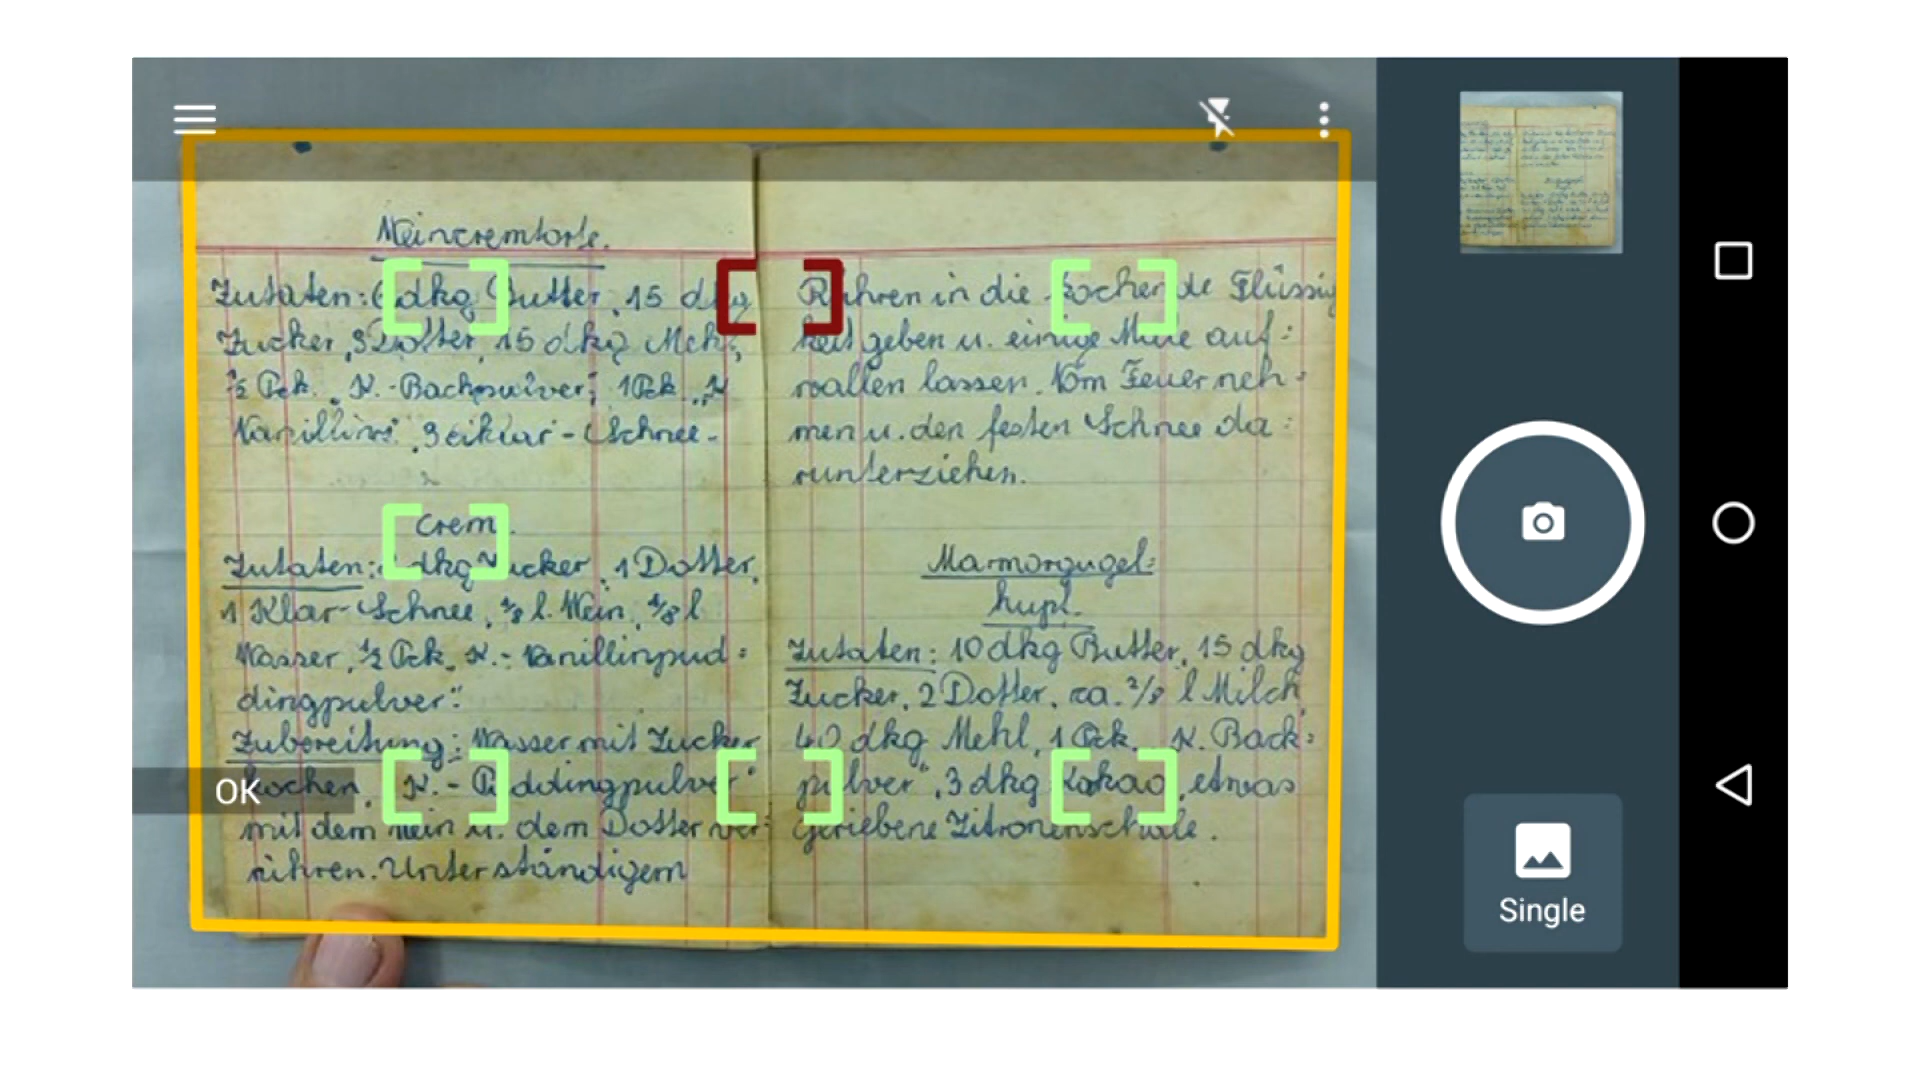 Weincremtorte.
Zutaten: dkg Butter, 15 dkg
Zucker, 3 Dotter, 15 dkg Mehl,
½ Pck. „K.-Backpulver", 1 Pck. „K
Vanillin", 3 Eiklar-Schnee-
Crem.
Zutaten: dkg Zucker, 1 Dotter,
1 Klar-Schnee, ⅛ l. Wein, ⅛ l
Wasser, ½ Pck. K.-Vanillinpud=
dingpulver".
Zubereitung: Wasser mit Zucker
kochen, „K.-Puddingpulver"
mit dem Wein u. dem Dotter ver=
rühren. Unter ständigem
Rühren in die kochende Flüssig
keit geben u. einige Male auf=
wallen lassen. Vom Feuer neh=
men u. den festen Schnee da=
runterziehen.
Marmorgugel=
hupf.
Zutaten: 10 dkg Butter, 15 dkg
Zucker, 2 Dotter, ca. ²/8 l Milch,
40 dkg Mehl, 1 Pck. „K. Back=
pulver", 3 dkg Kakao, etwas
geriebene Zitronenschale.
OK
Single